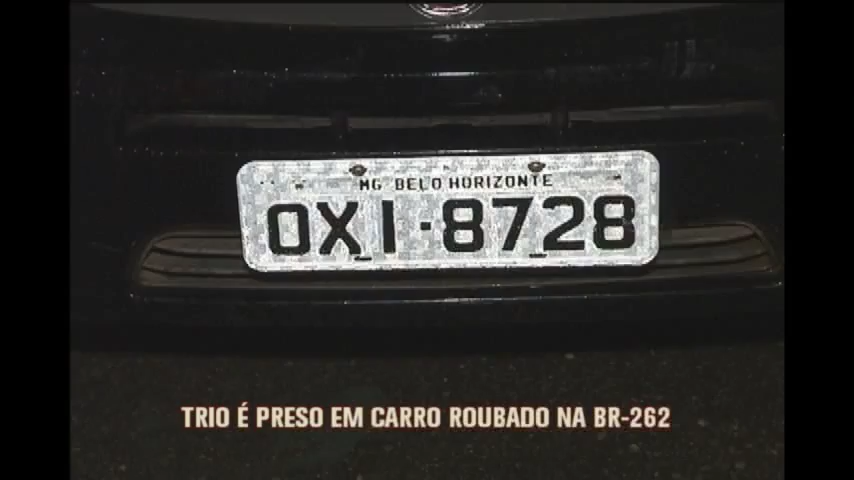 MG BELO HORIZONTE
OXI-8728
TRIO É PRESO EM CARRO ROUBADO NA BR-262